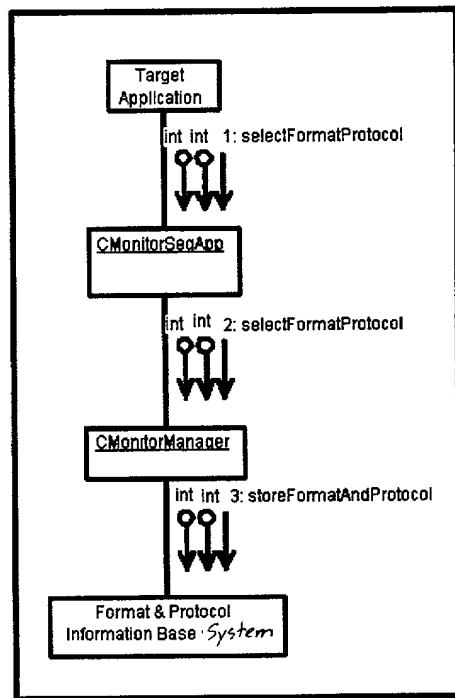 Target
Application
int int 1: selectFormatProtocol
CMonitorSeqApp
int int 2: selectFormatProtocol
CMonitorManager
int int 3: storeFormatAndProtocol
Format & Protocol
Information Base System